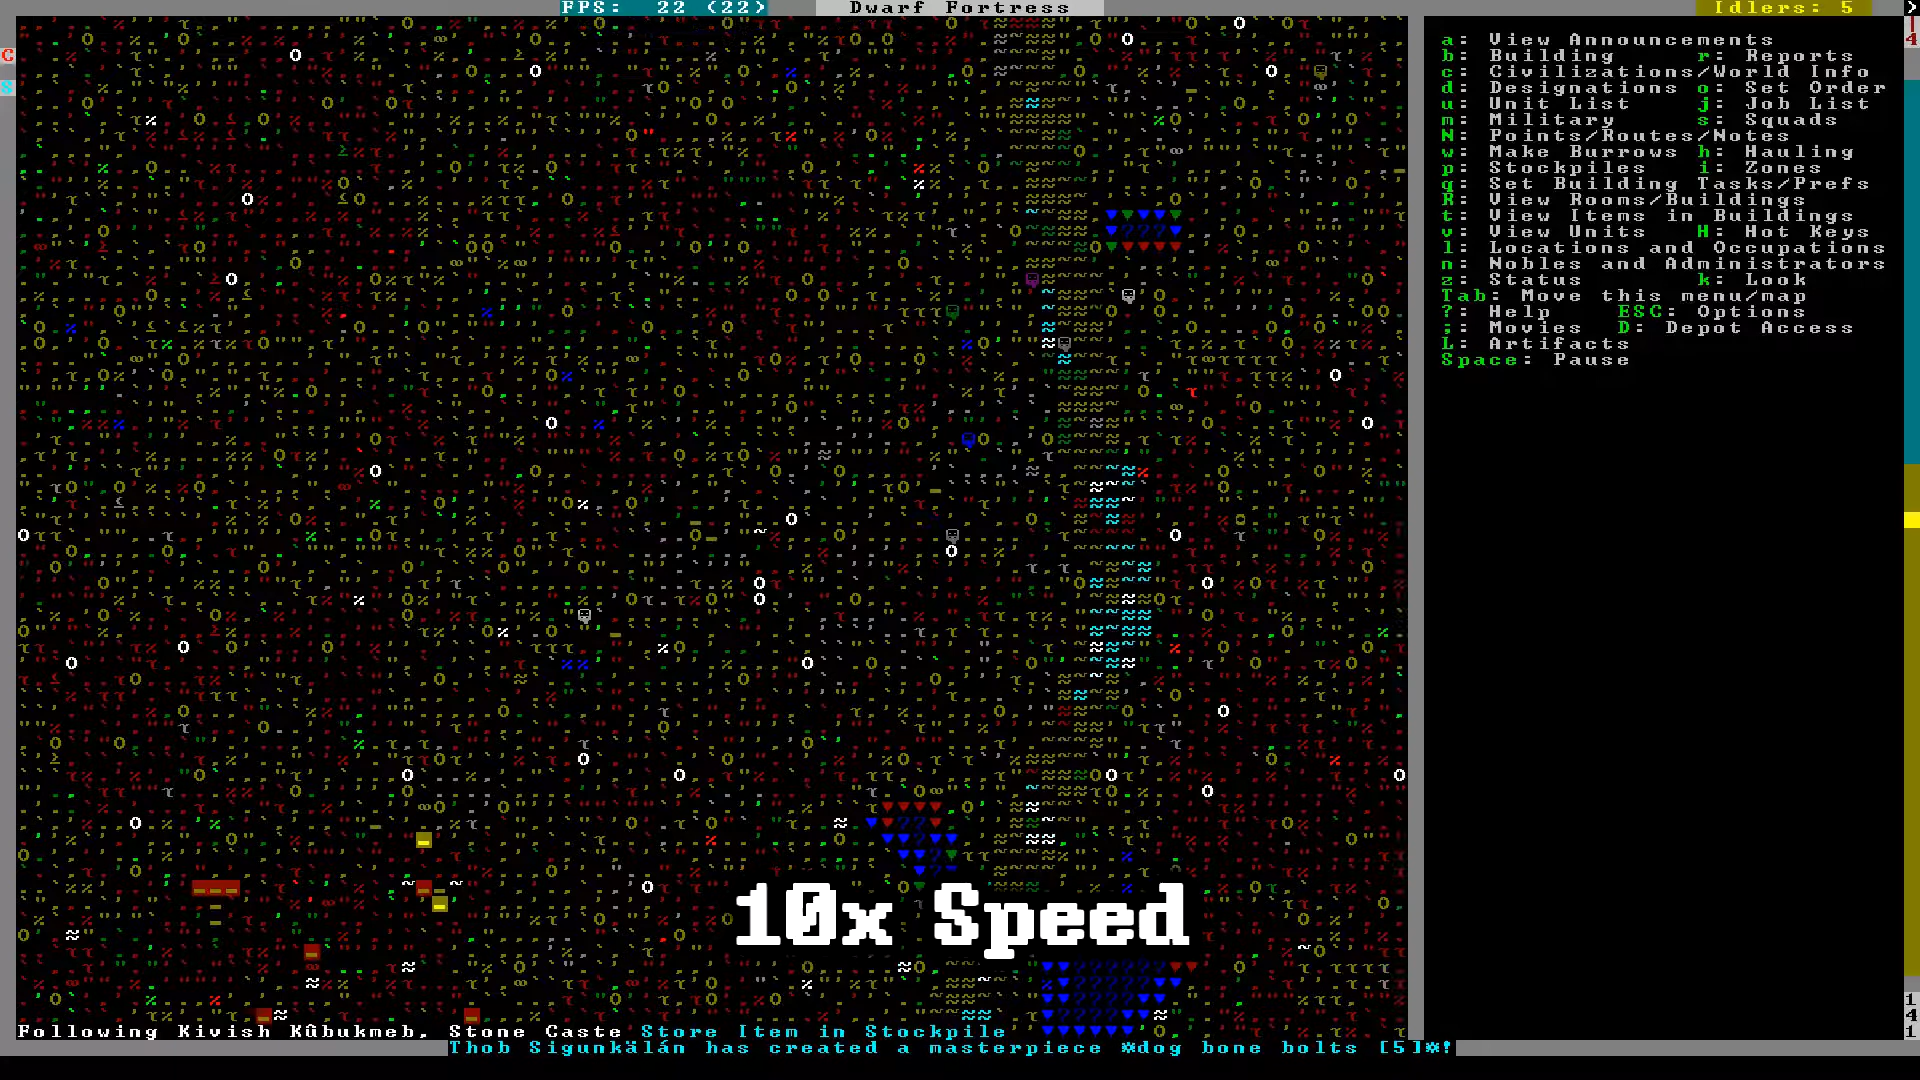 FPS: 22 (22) Dwarf Fortress Idlers: 5
a: View Announcements
b: Building r: Reports
c: Civilizations/World Info
d: Designations o: Set Order
u: Unit List j: Job List
m: Military s: Squads
N: Points/Routes/Notes
w: Make Burrows h: Hauling
p: Stockpiles i: Zones
q: Set Building Tasks/Prefs
R: View Rooms/Buildings
t: View Items in Buildings
v: View Units H: Hot Keys
l: Locations and Occupations
n: Nobles and Administrators
z: Status k: Look
Tab: Move this menu/map
?: Help ESC: Options
;: Movies D: Depot Access
L: Artifacts
Space: Pause
10x Speed
Following Kivish Kûbukmeb, Stone Caste Store Item in Stockpile
Thob Sigunkälán has created a masterpiece ☼dog bone bolts [5]☼!